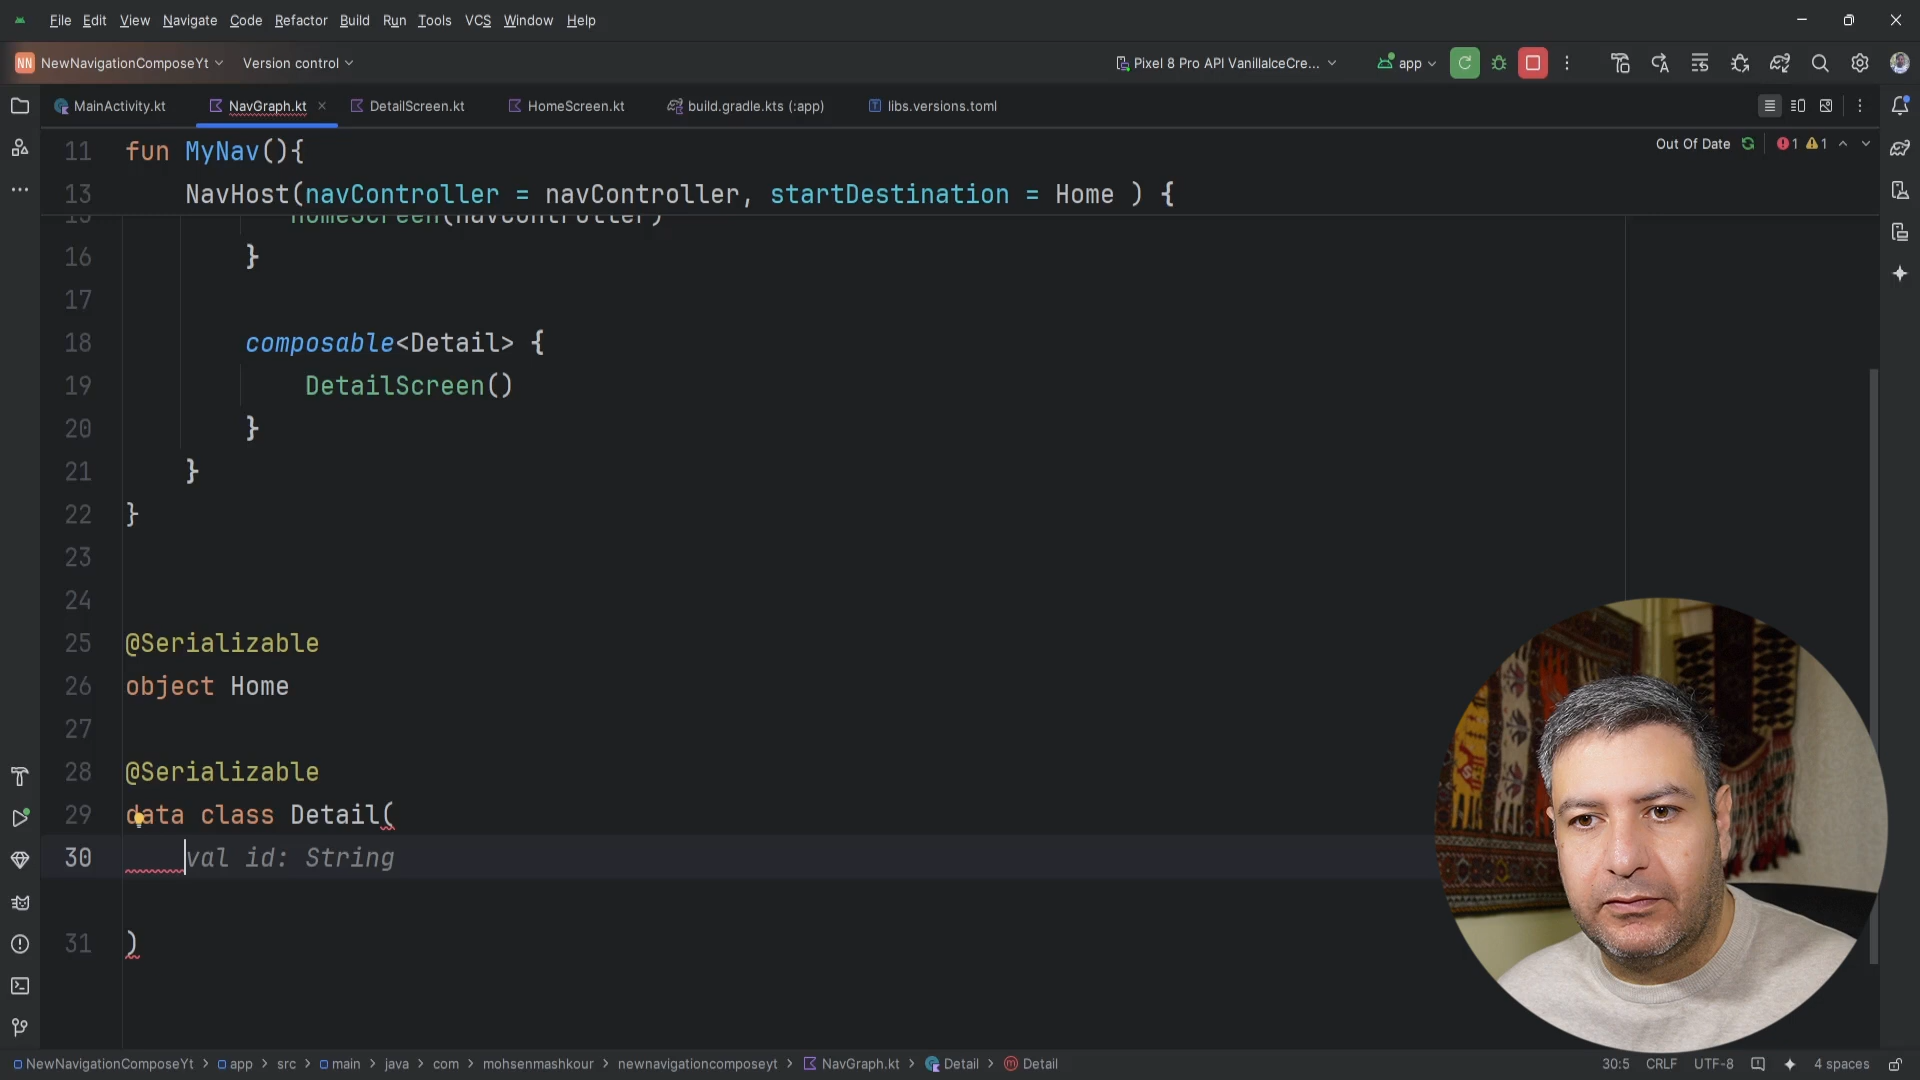 File Edit View Navigate Code Refactor Build Run Tools VCS Window Help
NN NewNavigationComposeYt Version control Pixel 8 Pro API VanillaIceCre... app
MainActivity.kt NavGraph.kt DetailScreen.kt HomeScreen.kt build.gradle.kts (:app) libs.versions.toml
Out Of Date 1 1
11 fun MyNav(){
13 NavHost(navController = navController, startDestination = Home ) {
15 HomeScreen(navController)
16 }
17
18 composable<Detail> {
19 DetailScreen()
20 }
21 }
22 }
23
24
25 @Serializable
26 object Home
27
28 @Serializable
29 data class Detail(
30 val id: String
31 )
NewNavigationComposeYt > app > src > main > java > com > mohsenmashkour > newnavigationcomposeyt > NavGraph.kt > Detail > m Detail 30:5 CRLF UTF-8 4 spaces